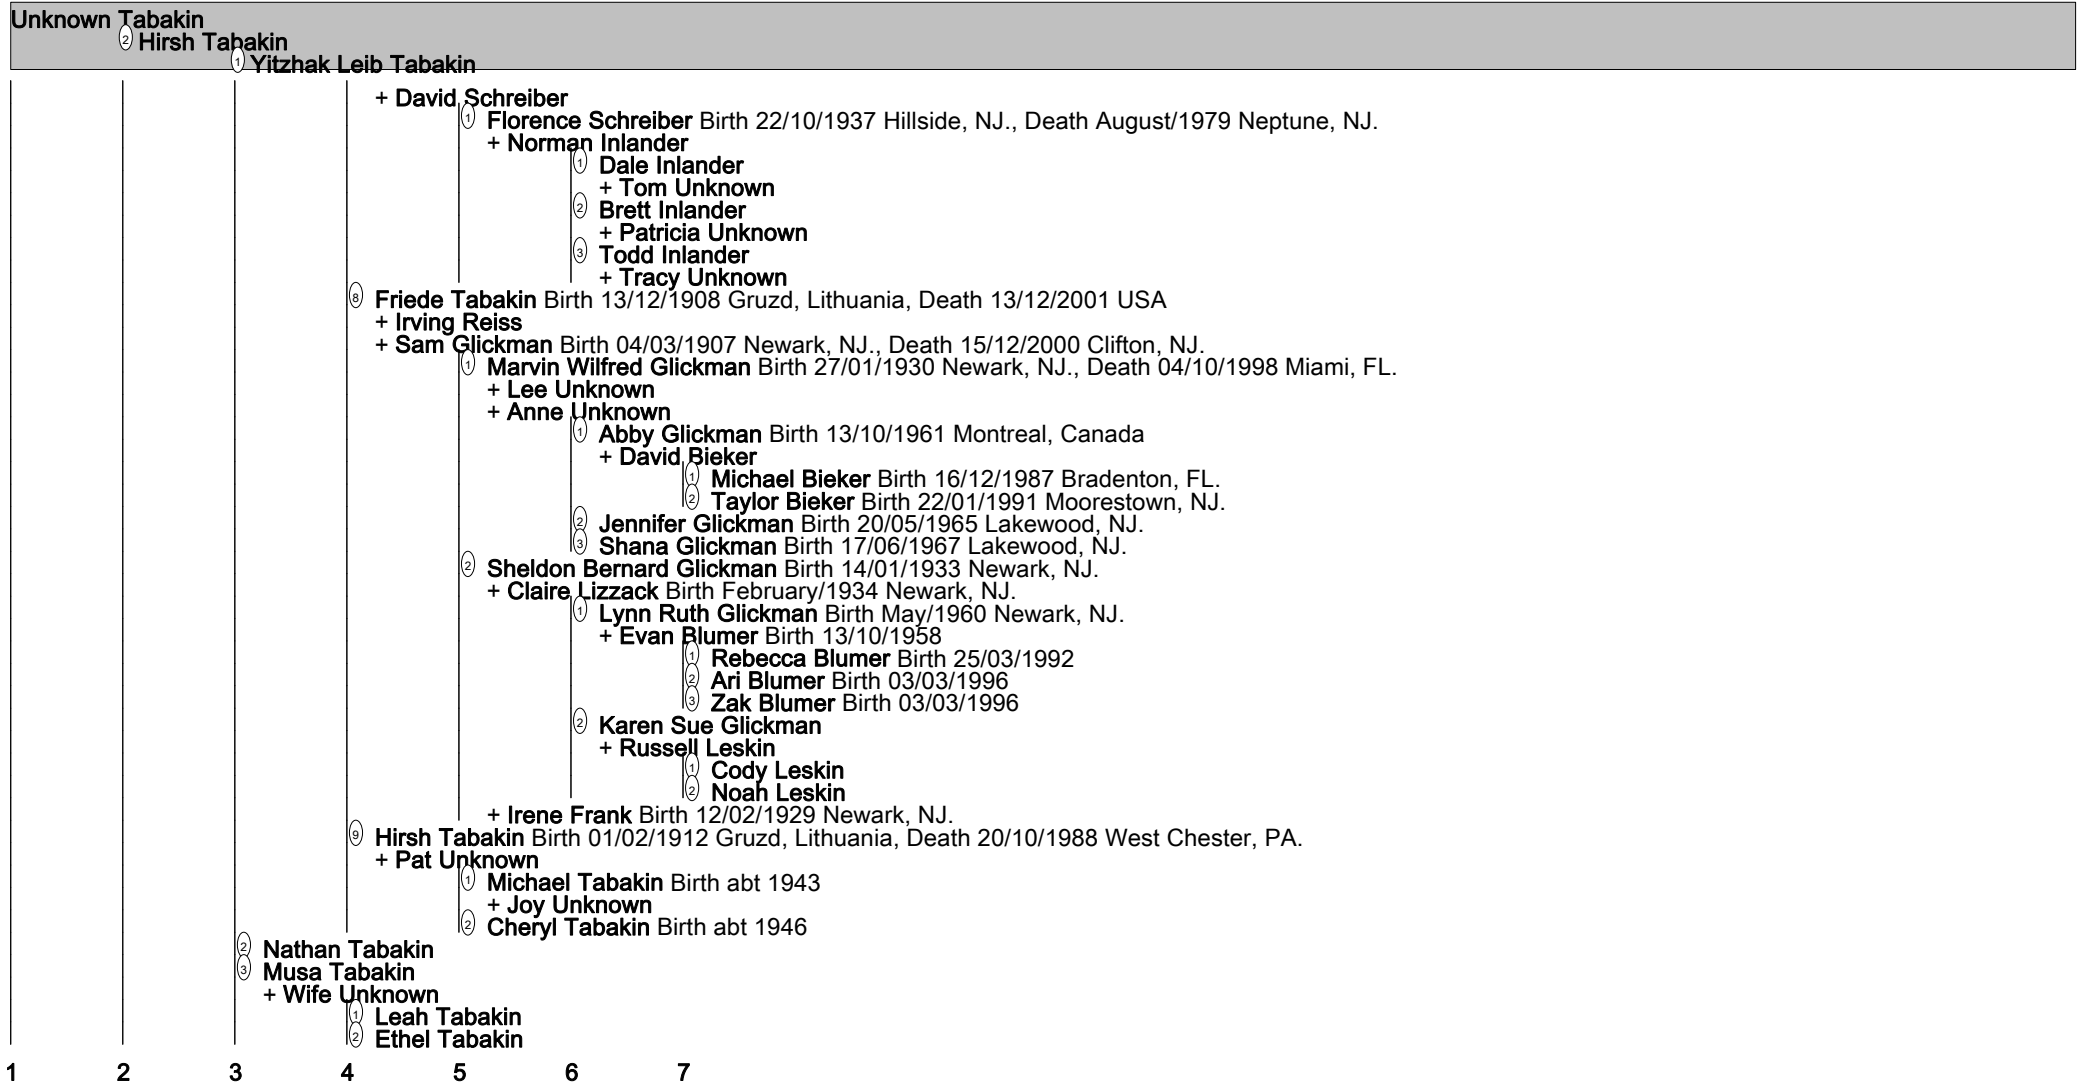 Unknown Tabakin
2 Hirsh Tabakin
1 Yitzhak Leib Tabakin
+ David Schreiber
1 Florence Schreiber Birth 22/10/1937 Hillside, NJ., Death August/1979 Neptune, NJ.
+ Norman Inlander
1 Dale Inlander
+ Tom Unknown
2 Brett Inlander
+ Patricia Unknown
3 Todd Inlander
+ Tracy Unknown
8 Friede Tabakin Birth 13/12/1908 Gruzd, Lithuania, Death 13/12/2001 USA
+ Irving Reiss
+ Sam Glickman Birth 04/03/1907 Newark, NJ., Death 15/12/2000 Clifton, NJ.
1 Marvin Wilfred Glickman Birth 27/01/1930 Newark, NJ., Death 04/10/1998 Miami, FL.
+ Lee Unknown
+ Anne Unknown
1 Abby Glickman Birth 13/10/1961 Montreal, Canada
+ David Bieker
1 Michael Bieker Birth 16/12/1987 Bradenton, FL.
2 Taylor Bieker Birth 22/01/1991 Moorestown, NJ.
2 Jennifer Glickman Birth 20/05/1965 Lakewood, NJ.
3 Shana Glickman Birth 17/06/1967 Lakewood, NJ.
2 Sheldon Bernard Glickman Birth 14/01/1933 Newark, NJ.
+ Claire Lizzack Birth February/1934 Newark, NJ.
1 Lynn Ruth Glickman Birth May/1960 Newark, NJ.
+ Evan Blumer Birth 13/10/1958
1 Rebecca Blumer Birth 25/03/1992
2 Ari Blumer Birth 03/03/1996
3 Zak Blumer Birth 03/03/1996
2 Karen Sue Glickman
+ Russell Leskin
1 Cody Leskin
2 Noah Leskin
+ Irene Frank Birth 12/02/1929 Newark, NJ.
9 Hirsh Tabakin Birth 01/02/1912 Gruzd, Lithuania, Death 20/10/1988 West Chester, PA.
+ Pat Unknown
1 Michael Tabakin Birth abt 1943
+ Joy Unknown
2 Cheryl Tabakin Birth abt 1946
2 Nathan Tabakin
3 Musa Tabakin
+ Wife Unknown
1 Leah Tabakin
2 Ethel Tabakin
1 2 3 4 5 6 7